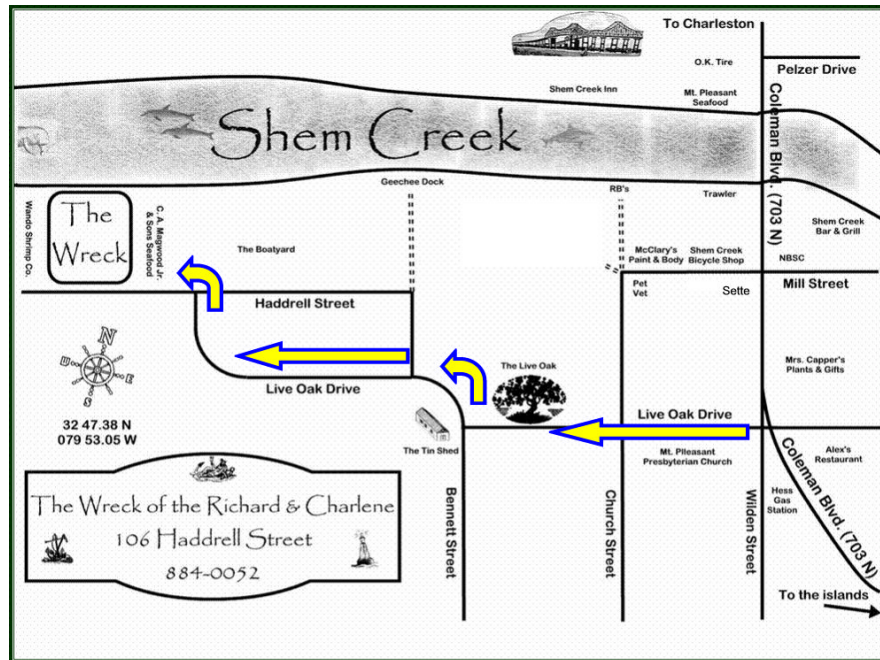 To Charleston
O.K. Tire
Pelzer Drive
Shem Creek Inn
Mt. Pleasant
Seafood
Coleman Blvd. (703 N)
Shem Creek
Geechee Dock
RB's
Trawler
Wando Shrimp Co.
The
Wreck
C. A. Magwood Jr.
& Sons Seafood
The Boatyard
Shem Creek
Bar & Grill
McClary's
Paint & Body
Shem Creek
Bicycle Shop
NBSC
Haddrell Street
Pet
Vet
Sette
Mill Street
N
W
E
S
The Live Oak
Mrs. Capper's
Plants & Gifts
Live Oak Drive
Live Oak Drive
32 47.38 N
079 53.05 W
The Tin Shed
Mt. Plleasant
Presbyterian Church
Alex's
Restaurant
The Wreck of the Richard & Charlene
106 Haddrell Street
884-0052
Bennett Street
Church Street
Wilden Street
Hess
Gas
Station
Coleman Blvd. (703 N)
To the islands